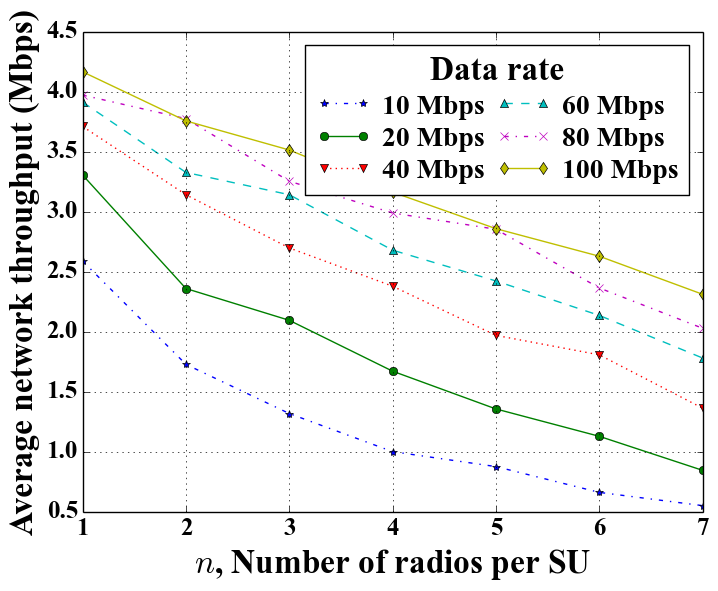 Average network throughput (Mbps)
4.5
4.0
3.5
3.0
2.5
2.0
1.5
1.0
0.5
Data rate
10 Mbps
20 Mbps
40 Mbps
60 Mbps
80 Mbps
100 Mbps
1 2 3 4 5 6 7
n, Number of radios per SU